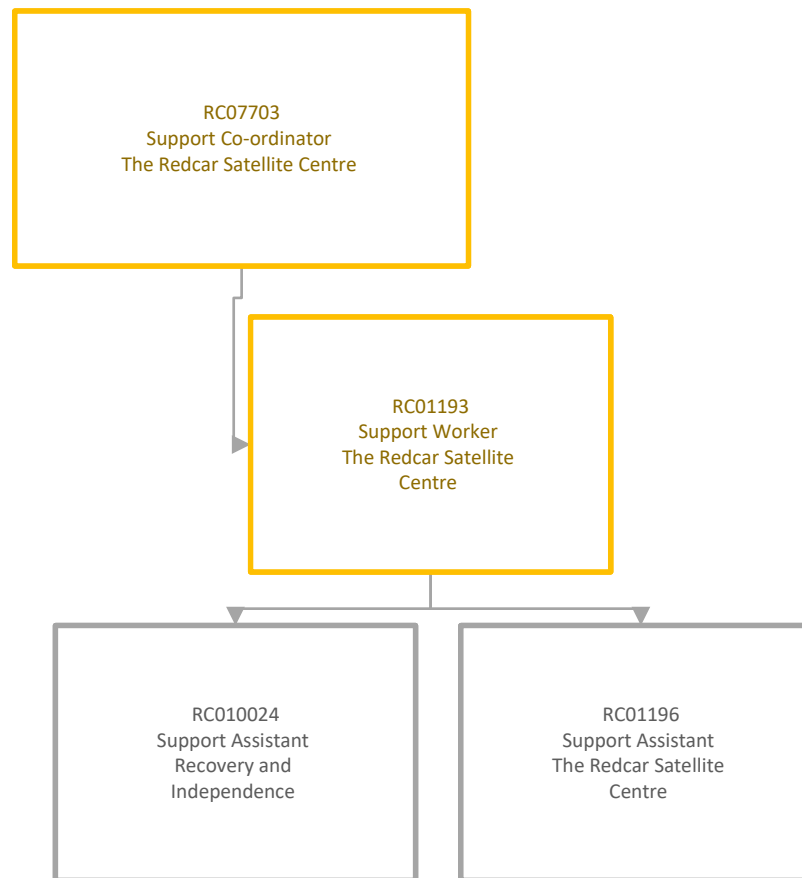 RC07703
Support Co-ordinator
The Redcar Satellite Centre
RC01193
Support Worker
The Redcar Satellite
Centre
RC010024
Support Assistant
Recovery and
Independence
RC01196
Support Assistant
The Redcar Satellite
Centre